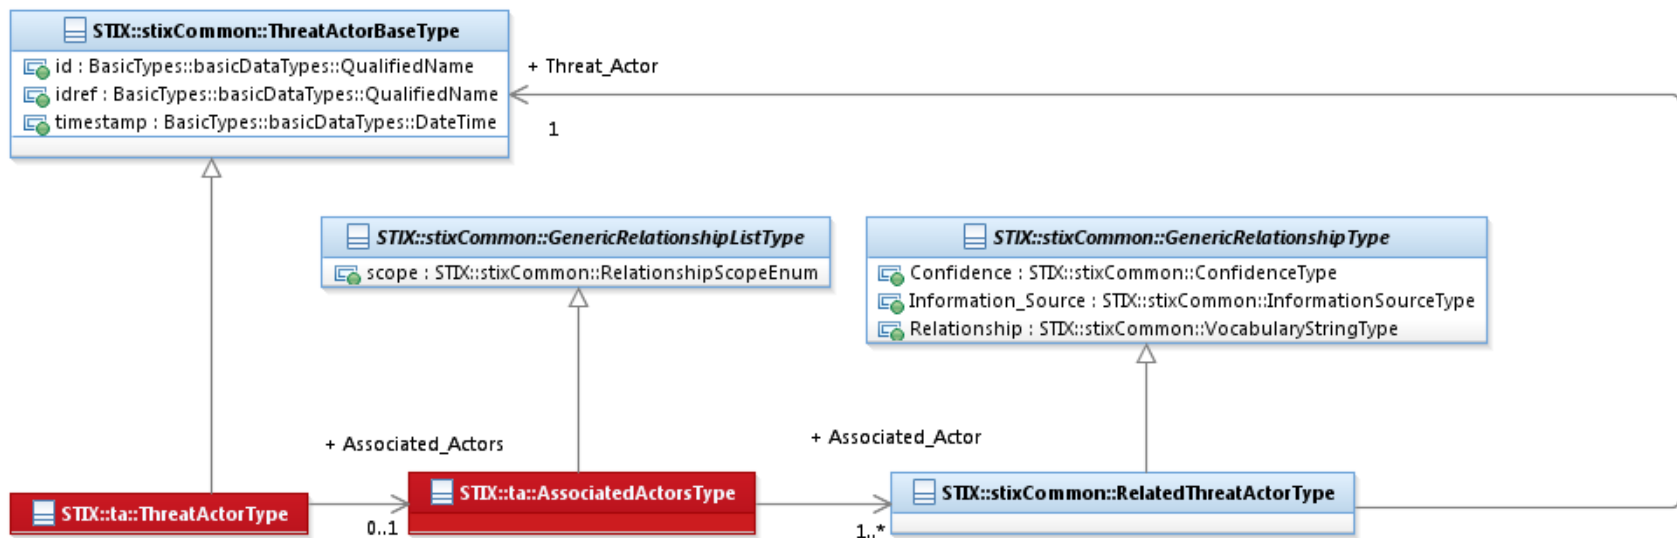 STIX::stixCommon::ThreatActorBaseType
id : BasicTypes::basicDataTypes::QualifiedName
idref : BasicTypes::basicDataTypes::QualifiedName
timestamp : BasicTypes::basicDataTypes::DateTime
+ Threat_Actor
1
STIX::stixCommon::GenericRelationshipListType
scope : STIX::stixCommon::RelationshipScopeEnum
STIX::stixCommon::GenericRelationshipType
Confidence : STIX::stixCommon::ConfidenceType
Information_Source : STIX::stixCommon::InformationSourceType
Relationship : STIX::stixCommon::VocabularyStringType
+ Associated_Actors
+ Associated_Actor
STIX::ta::ThreatActorType
0..1
STIX::ta::AssociatedActorsType
1..*
STIX::stixCommon::RelatedThreatActorType